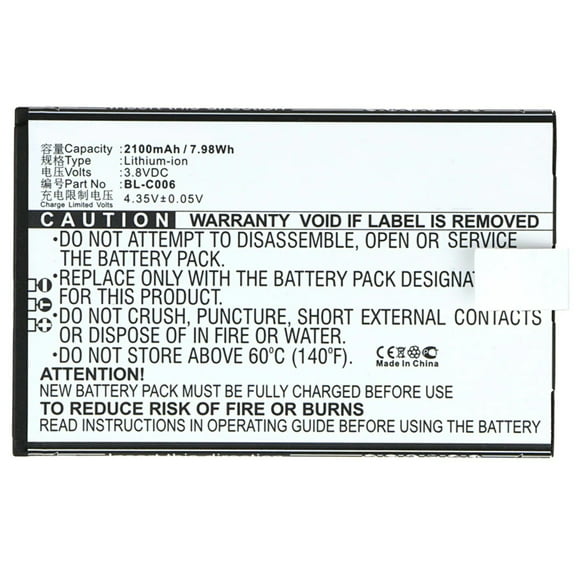 容量Capacity: 2100mAh / 7.98Wh
规格Type : Lithium-ion
电压Volts : 3.8VDC
编号Part No : BL-C006
充电限制电压
Charge Limited Volts : 4.35V±0.05V
CAUTION WARRANTY VOID IF LABEL IS REMOVED
•DO NOT ATTEMPT TO DISASSEMBLE, OPEN OR SERVICE
THE BATTERY PACK.
•REPLACE ONLY WITH THE BATTERY PACK
FOR THIS PRODUCT.
•DO NOT CRUSH, PUNCTURE, SHORT EXTERNAL CONTACTS
OR DISPOSE OF IN FIRE OR WATER.
•DO NOT STORE ABOVE 60°C (140°F).
CE
Made In China
ATTENTION!
NEW BATTERY PACK MUST BE FULLY CHARGING BEFORE USE
TO REDUCE RISK OF FIRE OR BURNS
READ INSTRUCTIONS IN OPERATING GUIDE BEFORE USING THE BATTERY